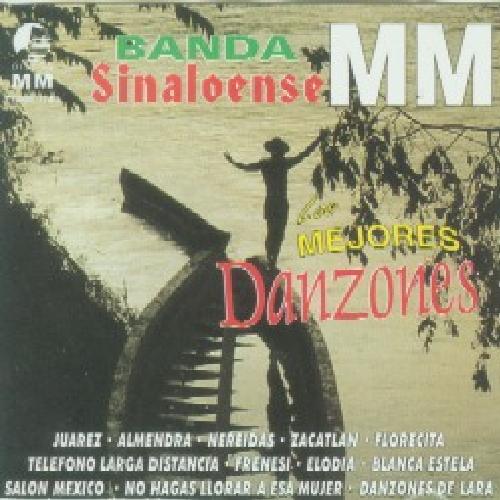 BANDA MM
Sinaloense
MM
Los
MEJORES
Danzones
JUAREZ · ALMENDRA · NEREIDAS · ZACATLAN · FLORECITA
TELEFONO LARGA DISTANCIA · FRENESI · ELODIA · BLANCA ESTELA
SALON MEXICO · NO HAGAS LLORAR A ESA MUJER · DANZONES DE LARA